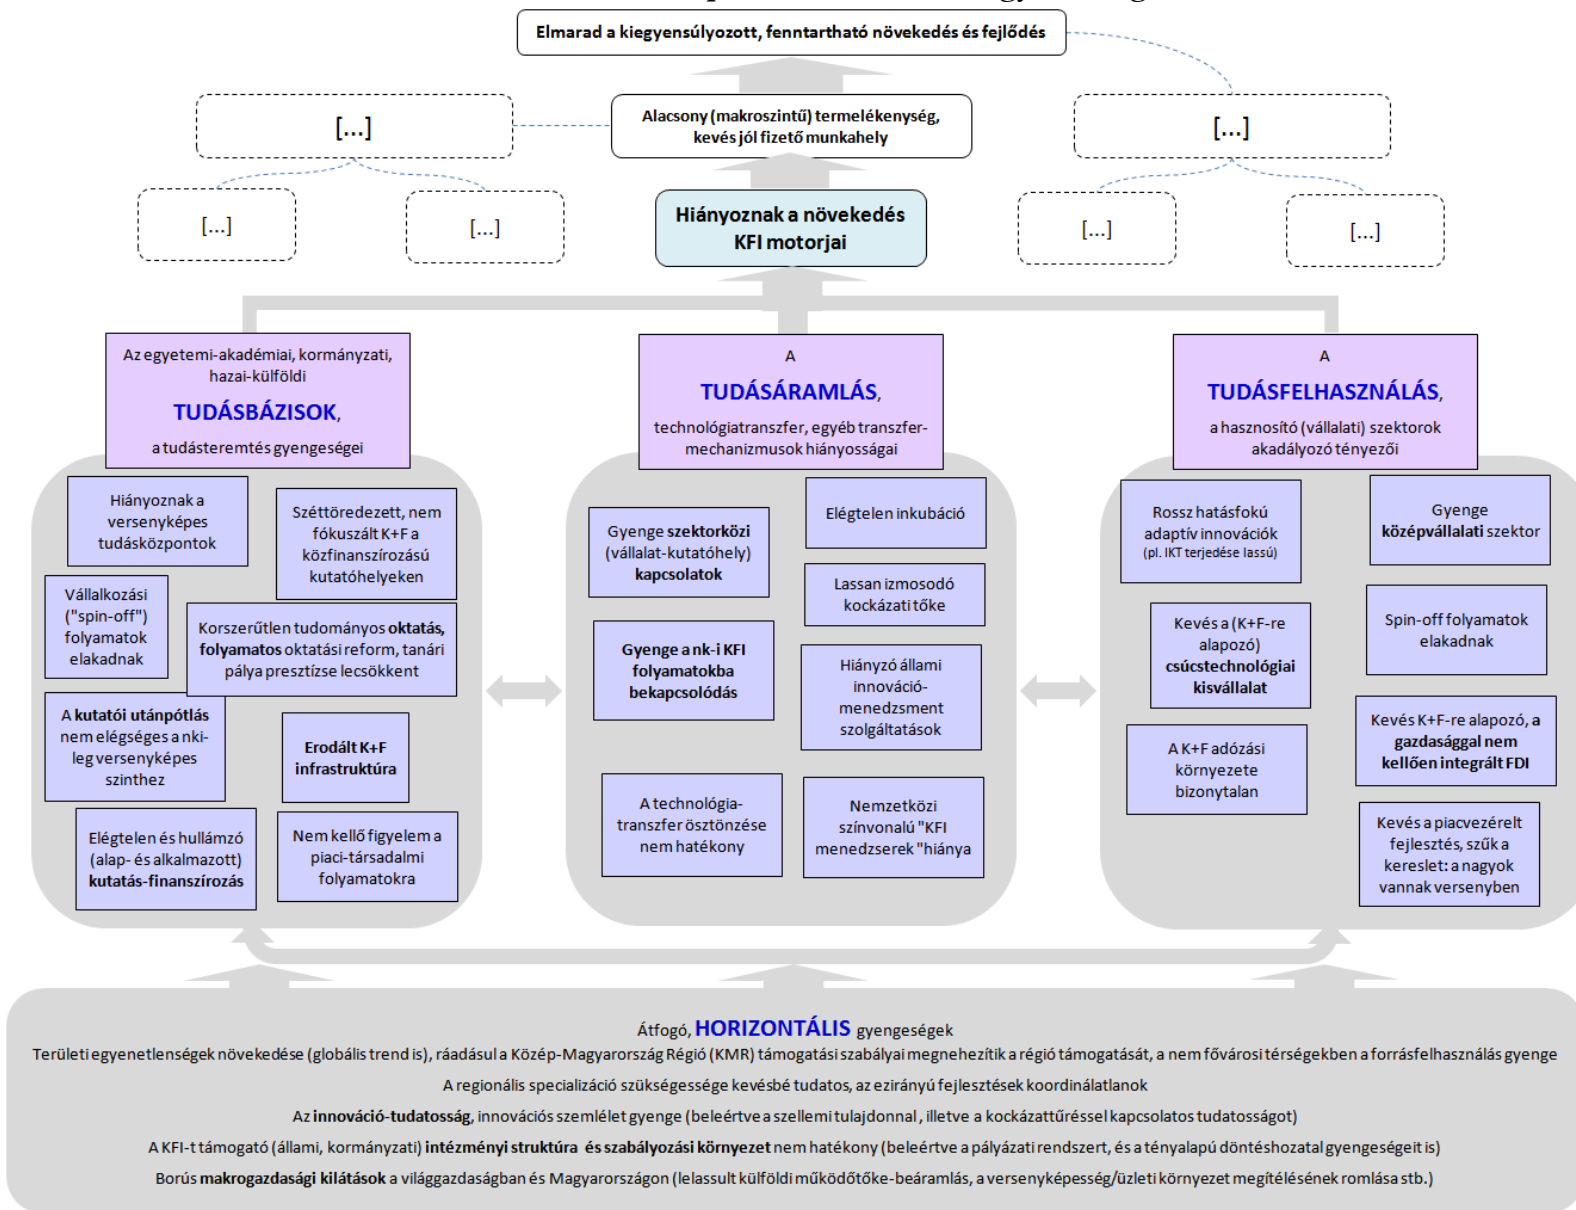 Elmarad a kiegyensúlyozott, fenntartható növekedés és fejlődés
[...]
Alacsony (makroszintű) termelékenység,
kevés jól fizető munkahely
[...]
[...]
[...]
Hiányoznak a növekedés
KFI motorjai
[...]
[...]
Az egyetemi-akadémiai, kormányzati,
hazai-külföldi
TUDÁSBÁZISOK,
a tudásteremtés gyengeségei
Hiányoznak a
versenyképes
tudásközpontok
Széttöredezett, nem
fókuszált K+F a
közfinanszírozású
kutatóhelyeken
Vállalkozási
("spin-off")
folyamatok
elakadnak
Korszerűtlen tudományos oktatás,
folyamatos oktatási reform, tanári
pálya presztízse lecsökkent
A kutatói utánpótlás
nem elégséges a nki-
leg versenyképes
szinthez
Erodált K+F
infrastruktúra
Elégtelen és hullámzó
(alap- és alkalmazott)
kutatás-finanszírozás
Nem kellő figyelem a
piaci-társadalmi
folyamatokra
A
TUDÁSÁRAMLÁS,
technológiatranszfer, egyéb transzfer-
mechanizmusok hiányosságai
Gyenge szektorközi
(vállalat-kutatóhely)
kapcsolatok
Elégtelen inkubáció
Lassan izmosodó
kockázati tőke
Gyenge a nk-i KFI
folyamatokba
bekapcsolódás
Hiányzó állami
innováció-
menedzsment
szolgáltatások
A technológia-
transzfer ösztönzése
nem hatékony
Nemzetközi
színvonalú "KFI
menedzserek "hiánya
A
TUDÁSFELHASZNÁLÁS,
a hasznosító (vállalati) szektorok
akadályozó tényezői
Rossz hatásfokú
adaptív innovációk
(pl. IKT terjedése lassú)
Gyenge
középvállalati szektor
Kevés a (K+F-re
alapozó)
csúcstechnológiai
kisvállalat
Spin-off folyamatok
elakadnak
A K+F adózási
környezete
bizonytalan
Kevés K+F-re alapozó, a
gazdasággal nem
kellően integrált FDI
Kevés a piacvezérelt
fejlesztés, szűk a
kereslet: a nagyok
vannak versenyben
Átfogó, HORIZONTÁLIS gyengeségek
Területi egyenetlenségek növekedése (globális trend is), ráadásul a Közép-Magyarország Régió (KMR) támogatási szabályai megnehezítik a régió támogatását, a nem fővárosi térségekben a forrásfelhasználás gyenge
A regionális specializáció szükségessége kevésbé tudatos, az ezirányú fejlesztések koordinálatlanok
Az innováció-tudatosság, innovációs szemlélet gyenge (beleértve a szellemi tulajdonnal, illetve a kockázattűréssel kapcsolatos tudatosságot)
A KFI-t támogató (állami, kormányzati) intézményi struktúra és szabályozási környezet nem hatékony (beleértve a pályázati rendszert, és a tényalapú döntéshozatal gyengeségeit is)
Borús makrogazdasági kilátások a világgazdaságban és Magyarországon (lelassult külföldi működőtőke-beáramlás, a versenyképesség/üzleti környezet megítélésének romlása stb.)